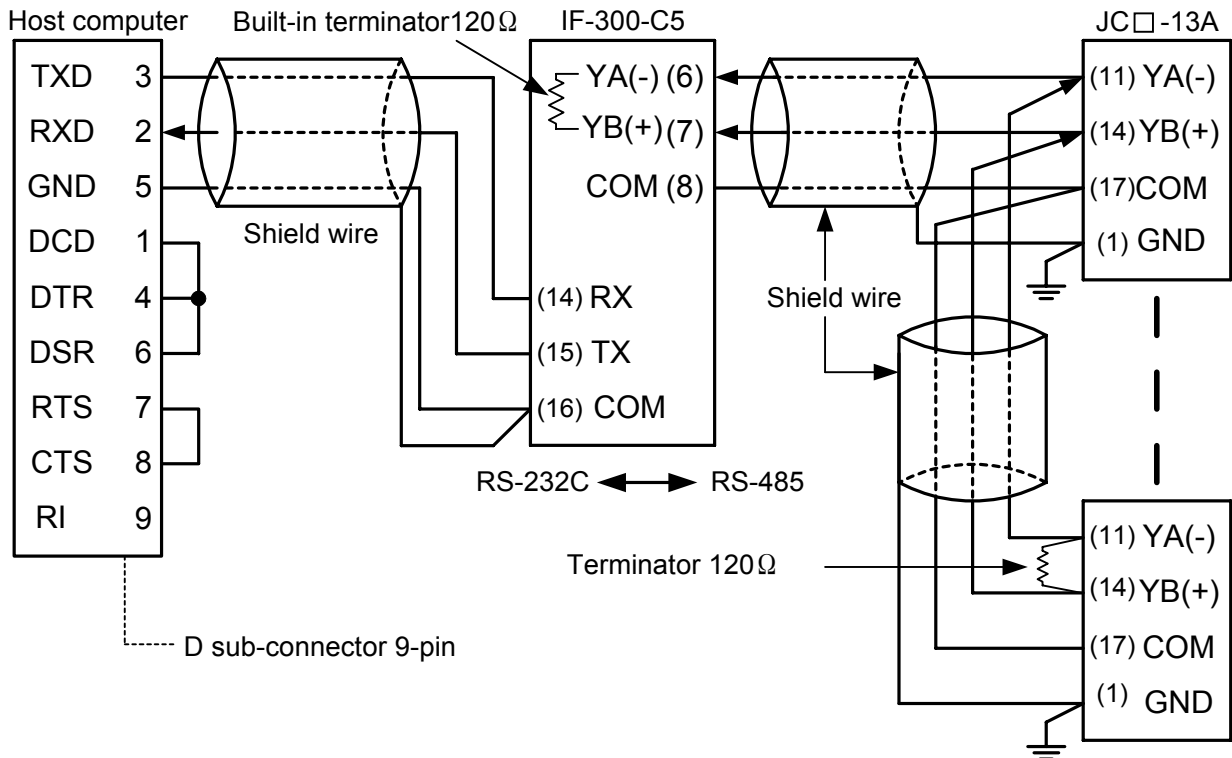 Host computer
Built-in terminator 120Ω
IF-300-C5
JC□-13A
TXD 3
RXD 2
GND 5
DCD 1
DTR 4
DSR 6
RTS 7
CTS 8
RI 9
Shield wire
YA(-) (6)
YB(+) (7)
COM (8)
(14) RX
(15) TX
(16) COM
RS-232C RS-485
Shield wire
(11) YA(-)
(14) YB(+)
(17) COM
(1) GND
Terminator 120Ω
(11) YA(-)
(14) YB(+)
(17) COM
(1) GND
D sub-connector 9-pin